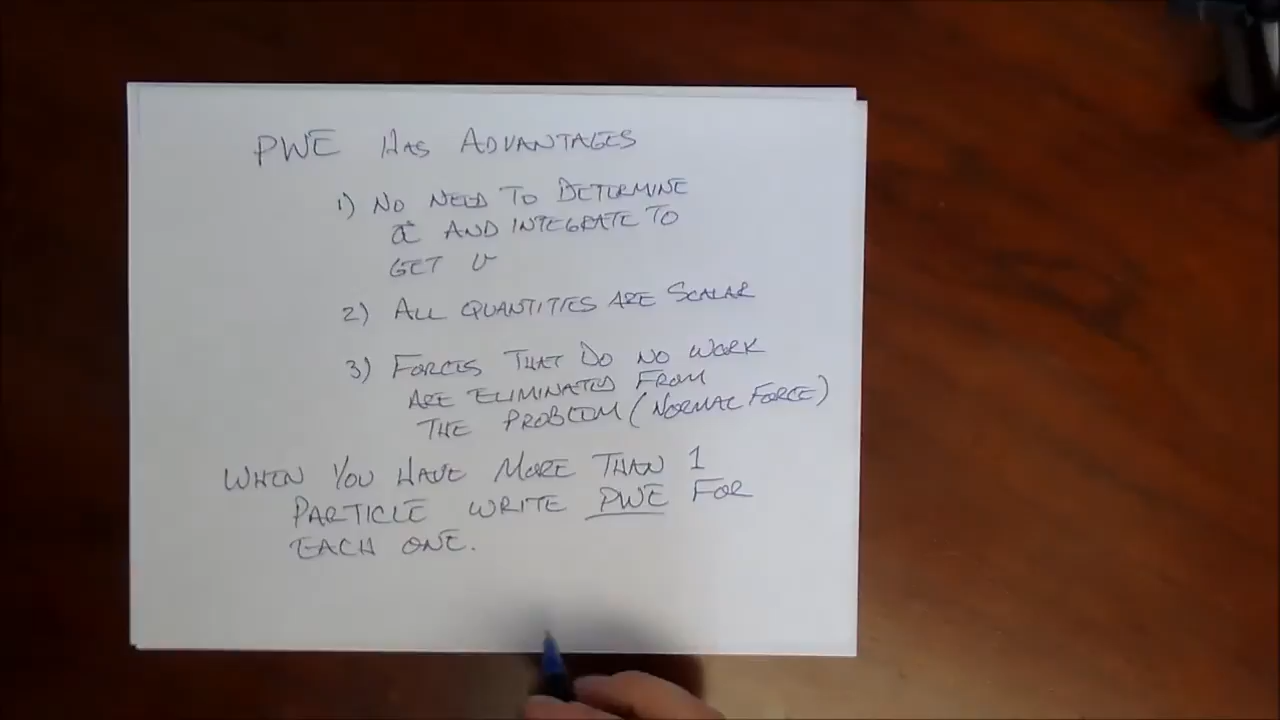 PWE HAS ADVANTAGES
1) NO NEED TO DETERMINE
a⃗ AND INTEGRATE TO
GET v
2) ALL QUANTITIES ARE SCALAR
3) FORCES THAT DO NO WORK
ARE ELIMINATED FROM
THE PROBLEM (NORMAL FORCE)
WHEN YOU HAVE MORE THAN 1
PARTICLE WRITE PWE FOR
EACH ONE.